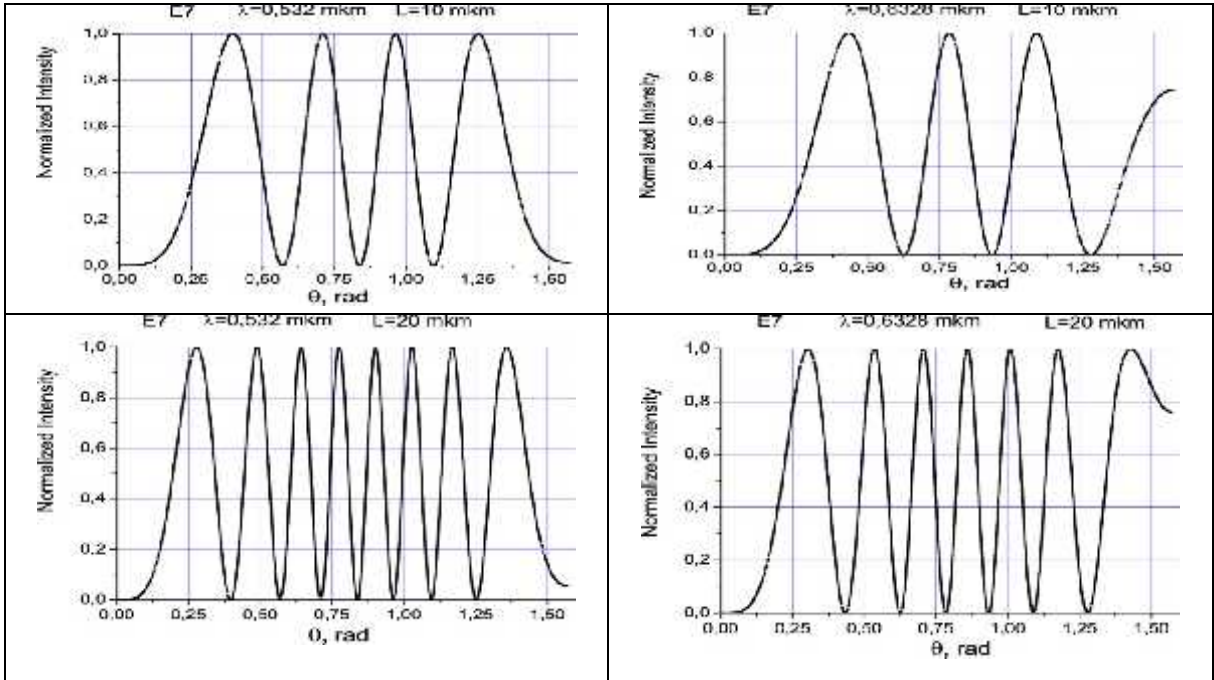 E7 λ=0,532 mkm L=10 mkm
Normalized Intensity
1,0
0,8
0,6
0,4
0,2
0,0
0,00 0,25 0,50 0,75 1,00 1,25 1,50
θ, rad
E7 λ=0,6328 mkm L=10 mkm
Normalized Intensity
1,0
0,8
0,6
0,4
0,2
0,0
0,00 0,25 0,50 0,75 1,00 1,25 1,50
θ, rad
E7 λ=0,532 mkm L=20 mkm
Normalized Intensity
1,0
0,8
0,6
0,4
0,2
0,0
0,00 0,25 0,50 0,75 1,00 1,25 1,50
θ, rad
E7 λ=0,6328 mkm L=20 mkm
Normalized Intensity
1,0
0,8
0,6
0,4
0,2
0,0
0,00 0,25 0,50 0,75 1,00 1,25 1,50
θ, rad